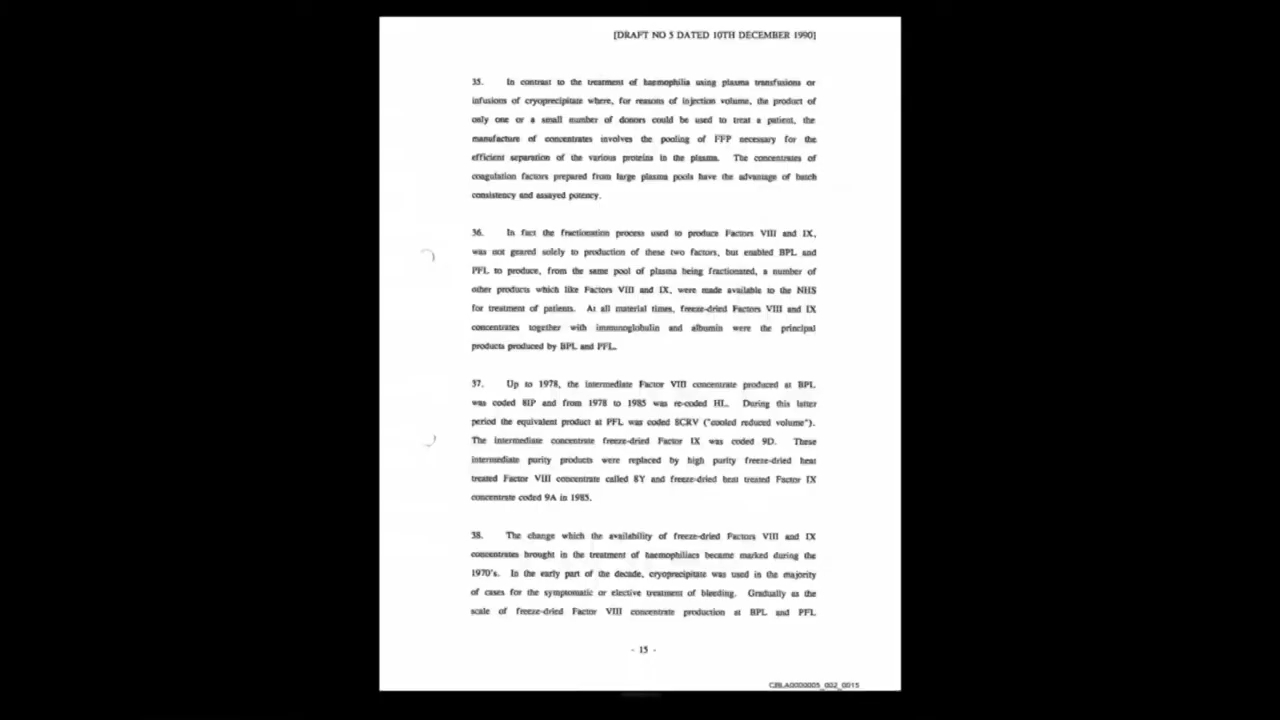 [DRAFT NO 5 DATED 10TH DECEMBER 1990]
35. In contrast to the treatment of haemophilia using plasma transfusions or
infusions of cryoprecipitate where, for reasons of injection volume, the product of
only one or a small number of donors could be used to treat a patient, the
manufacture of concentrates involves the pooling of FFP necessary for the
efficient separation of the various proteins in the plasma. The concentrates of
coagulation factors prepared from large plasma pools have the advantage of batch
consistency and assayed potency.
36. In fact the fractionation process used to produce Factors VIII and IX,
was not geared solely to production of these two factors, but enabled BPL and
PFL to produce, from the same pool of plasma being fractionated, a number of
other products which like Factors VIII and IX, were made available to the NHS
for treatment of patients. At all material times, freeze-dried Factors VIII and IX
concentrates together with immunoglobulin and albumin were the principal
products produced by BPL and PFL.
37. Up to 1978, the intermediate Factor VIII concentrate produced at BPL
was coded 8IP and from 1978 to 1985 was re-coded HL. During this latter
period the equivalent product at PFL was coded 8CRV ("cooled reduced volume").
The intermediate concentrate freeze-dried Factor IX was coded 9D. These
intermediate purity products were replaced by high purity freeze-dried heat
treated Factor VIII concentrate called 8Y and freeze-dried heat treated Factor IX
concentrate coded 9A in 1985.
38. The change which the availability of freeze-dried Factors VIII and IX
concentrates brought in the treatment of haemophiliacs became marked during the
1970's. In the early part of the decade, cryoprecipitate was used in the majority
of cases for the symptomatic or elective treatment of bleeding. Gradually as the
scale of freeze-dried Factor VIII concentrate production at BPL and PFL
- 15 -
CBLA0000005_002_0015